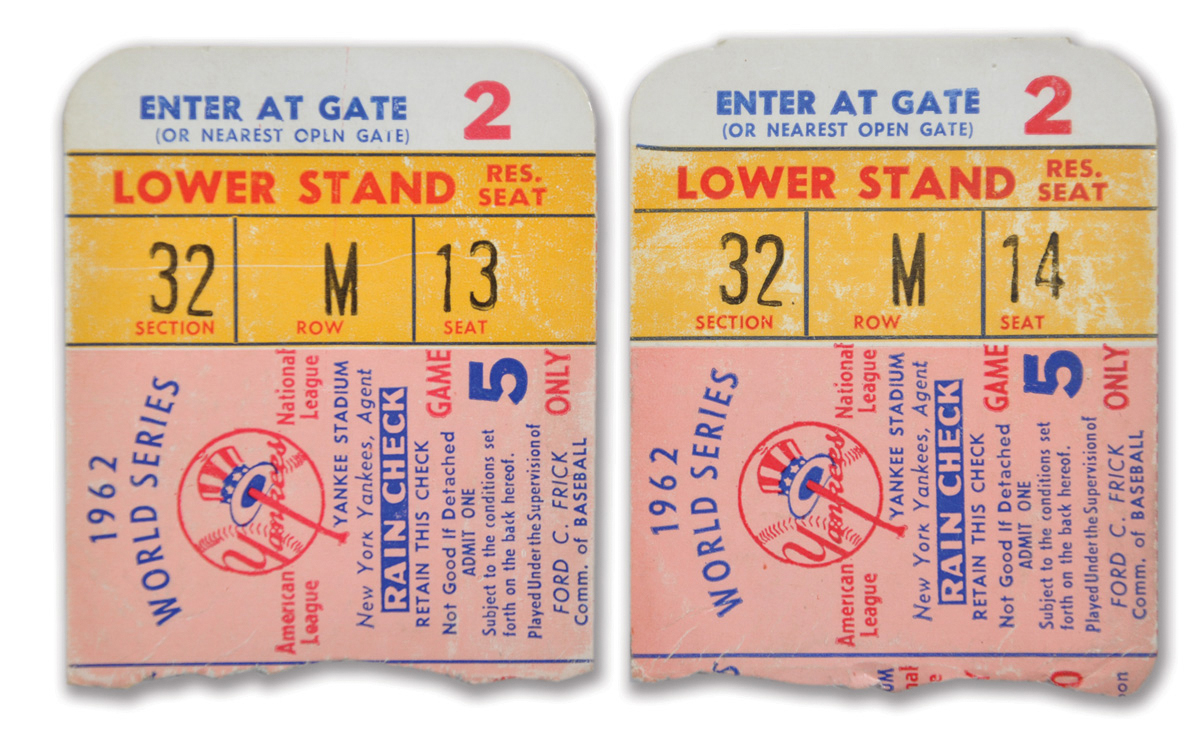 ENTER AT GATE 2
(OR NEAREST OPEN GATE)
LOWER STAND RES. SEAT
32 M 13
SECTION ROW SEAT
1962
WORLD SERIES
American League National League
Yankees
YANKEE STADIUM
New York Yankees, Agent
RAIN CHECK
RETAIN THIS CHECK
Not Good If Detached
GAME 5 ONLY
ADMIT ONE
Subject to the conditions set
forth on the back hereof.
Played Under the Supervision of
FORD C. FRICK
Comm. of BASEBALL
ENTER AT GATE 2
(OR NEAREST OPEN GATE)
LOWER STAND RES. SEAT
32 M 14
SECTION ROW SEAT
1962
WORLD SERIES
American League National League
Yankees
YANKEE STADIUM
New York Yankees, Agent
RAIN CHECK
RETAIN THIS CHECK
Not Good If Detached
GAME 5 ONLY
ADMIT ONE
Subject to the conditions set
forth on the back hereof.
Played Under the Supervision of
FORD C. FRICK
Comm. of BASEBALL